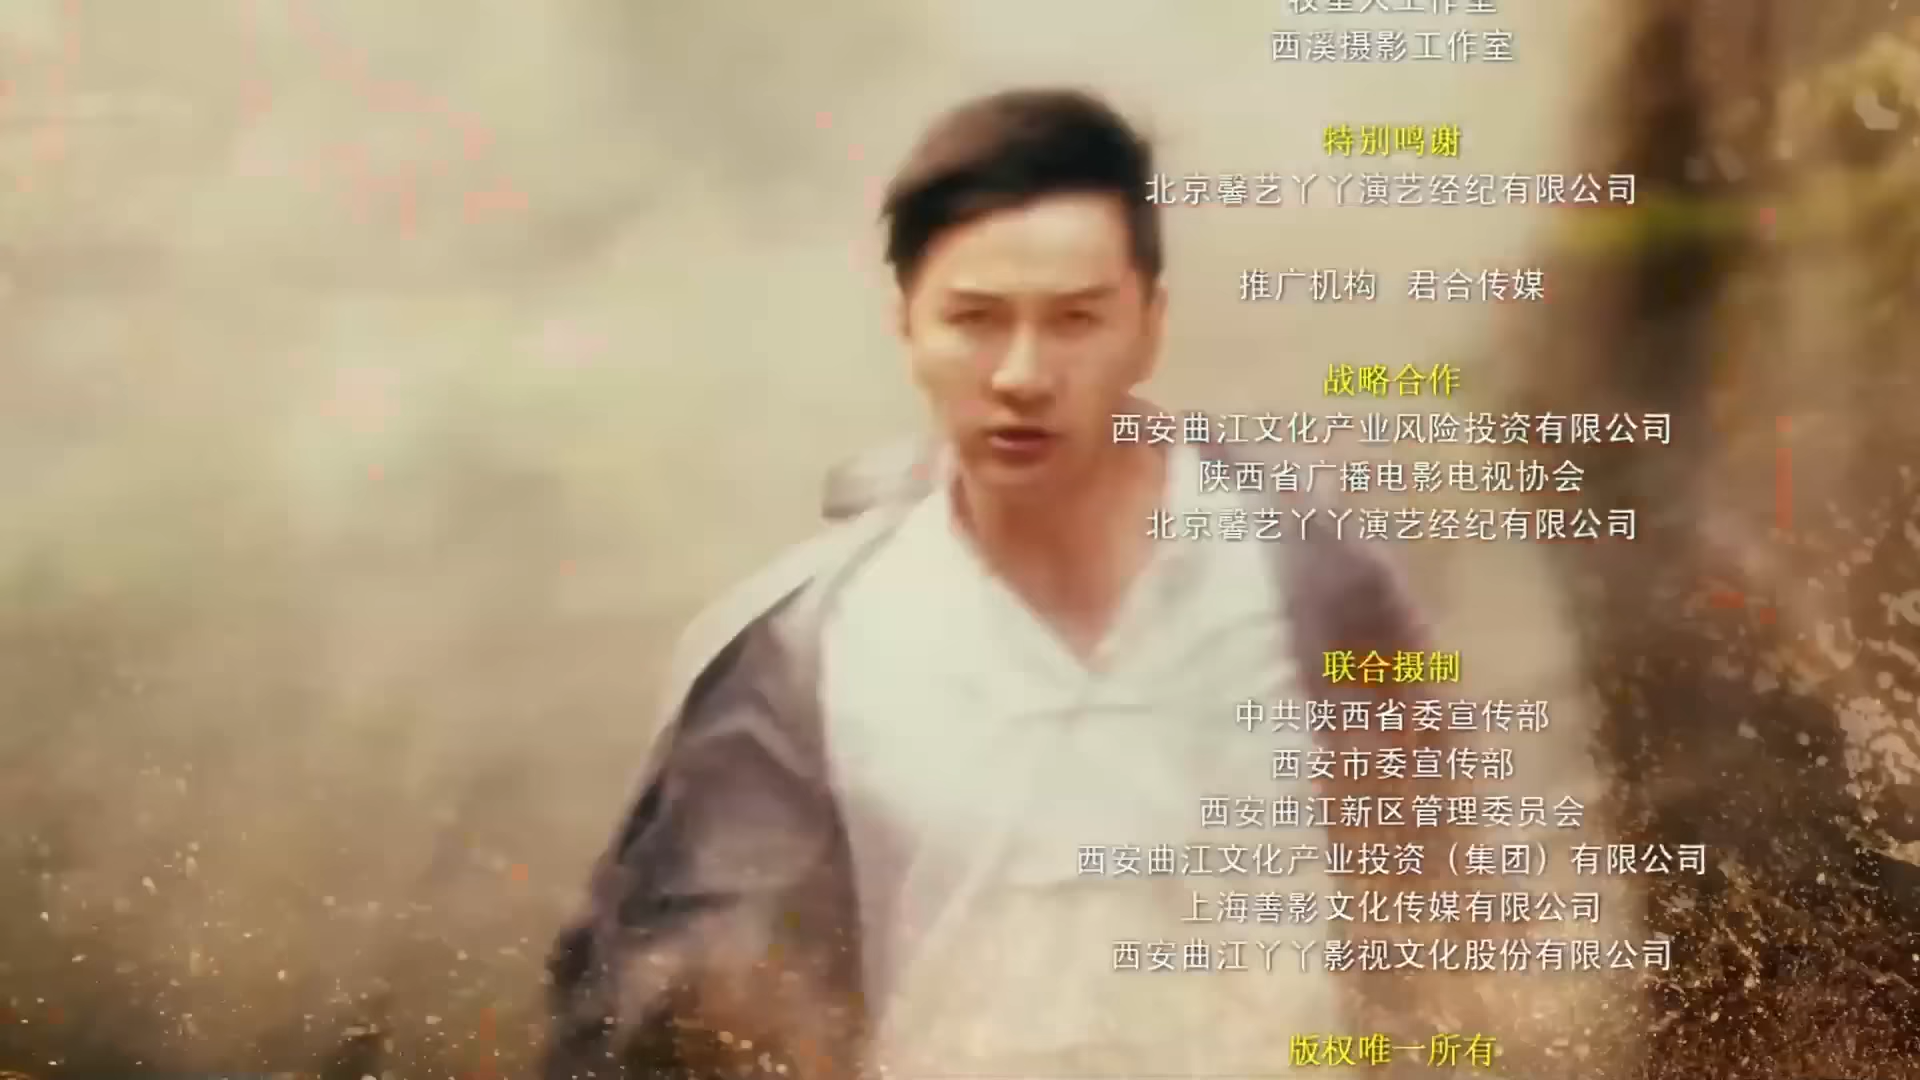 西溪摄影工作室
特别鸣谢
北京馨艺丫丫演艺经纪有限公司
推广机构 君合传媒
战略合作
西安曲江文化产业风险投资有限公司
陕西省广播电影电视协会
北京馨艺丫丫演艺经纪有限公司
联合摄制
中共陕西省委宣传部
西安市委宣传部
西安曲江新区管理委员会
西安曲江文化产业投资（集团）有限公司
上海善影文化传媒有限公司
西安曲江丫丫影视文化股份有限公司
版权唯一所有